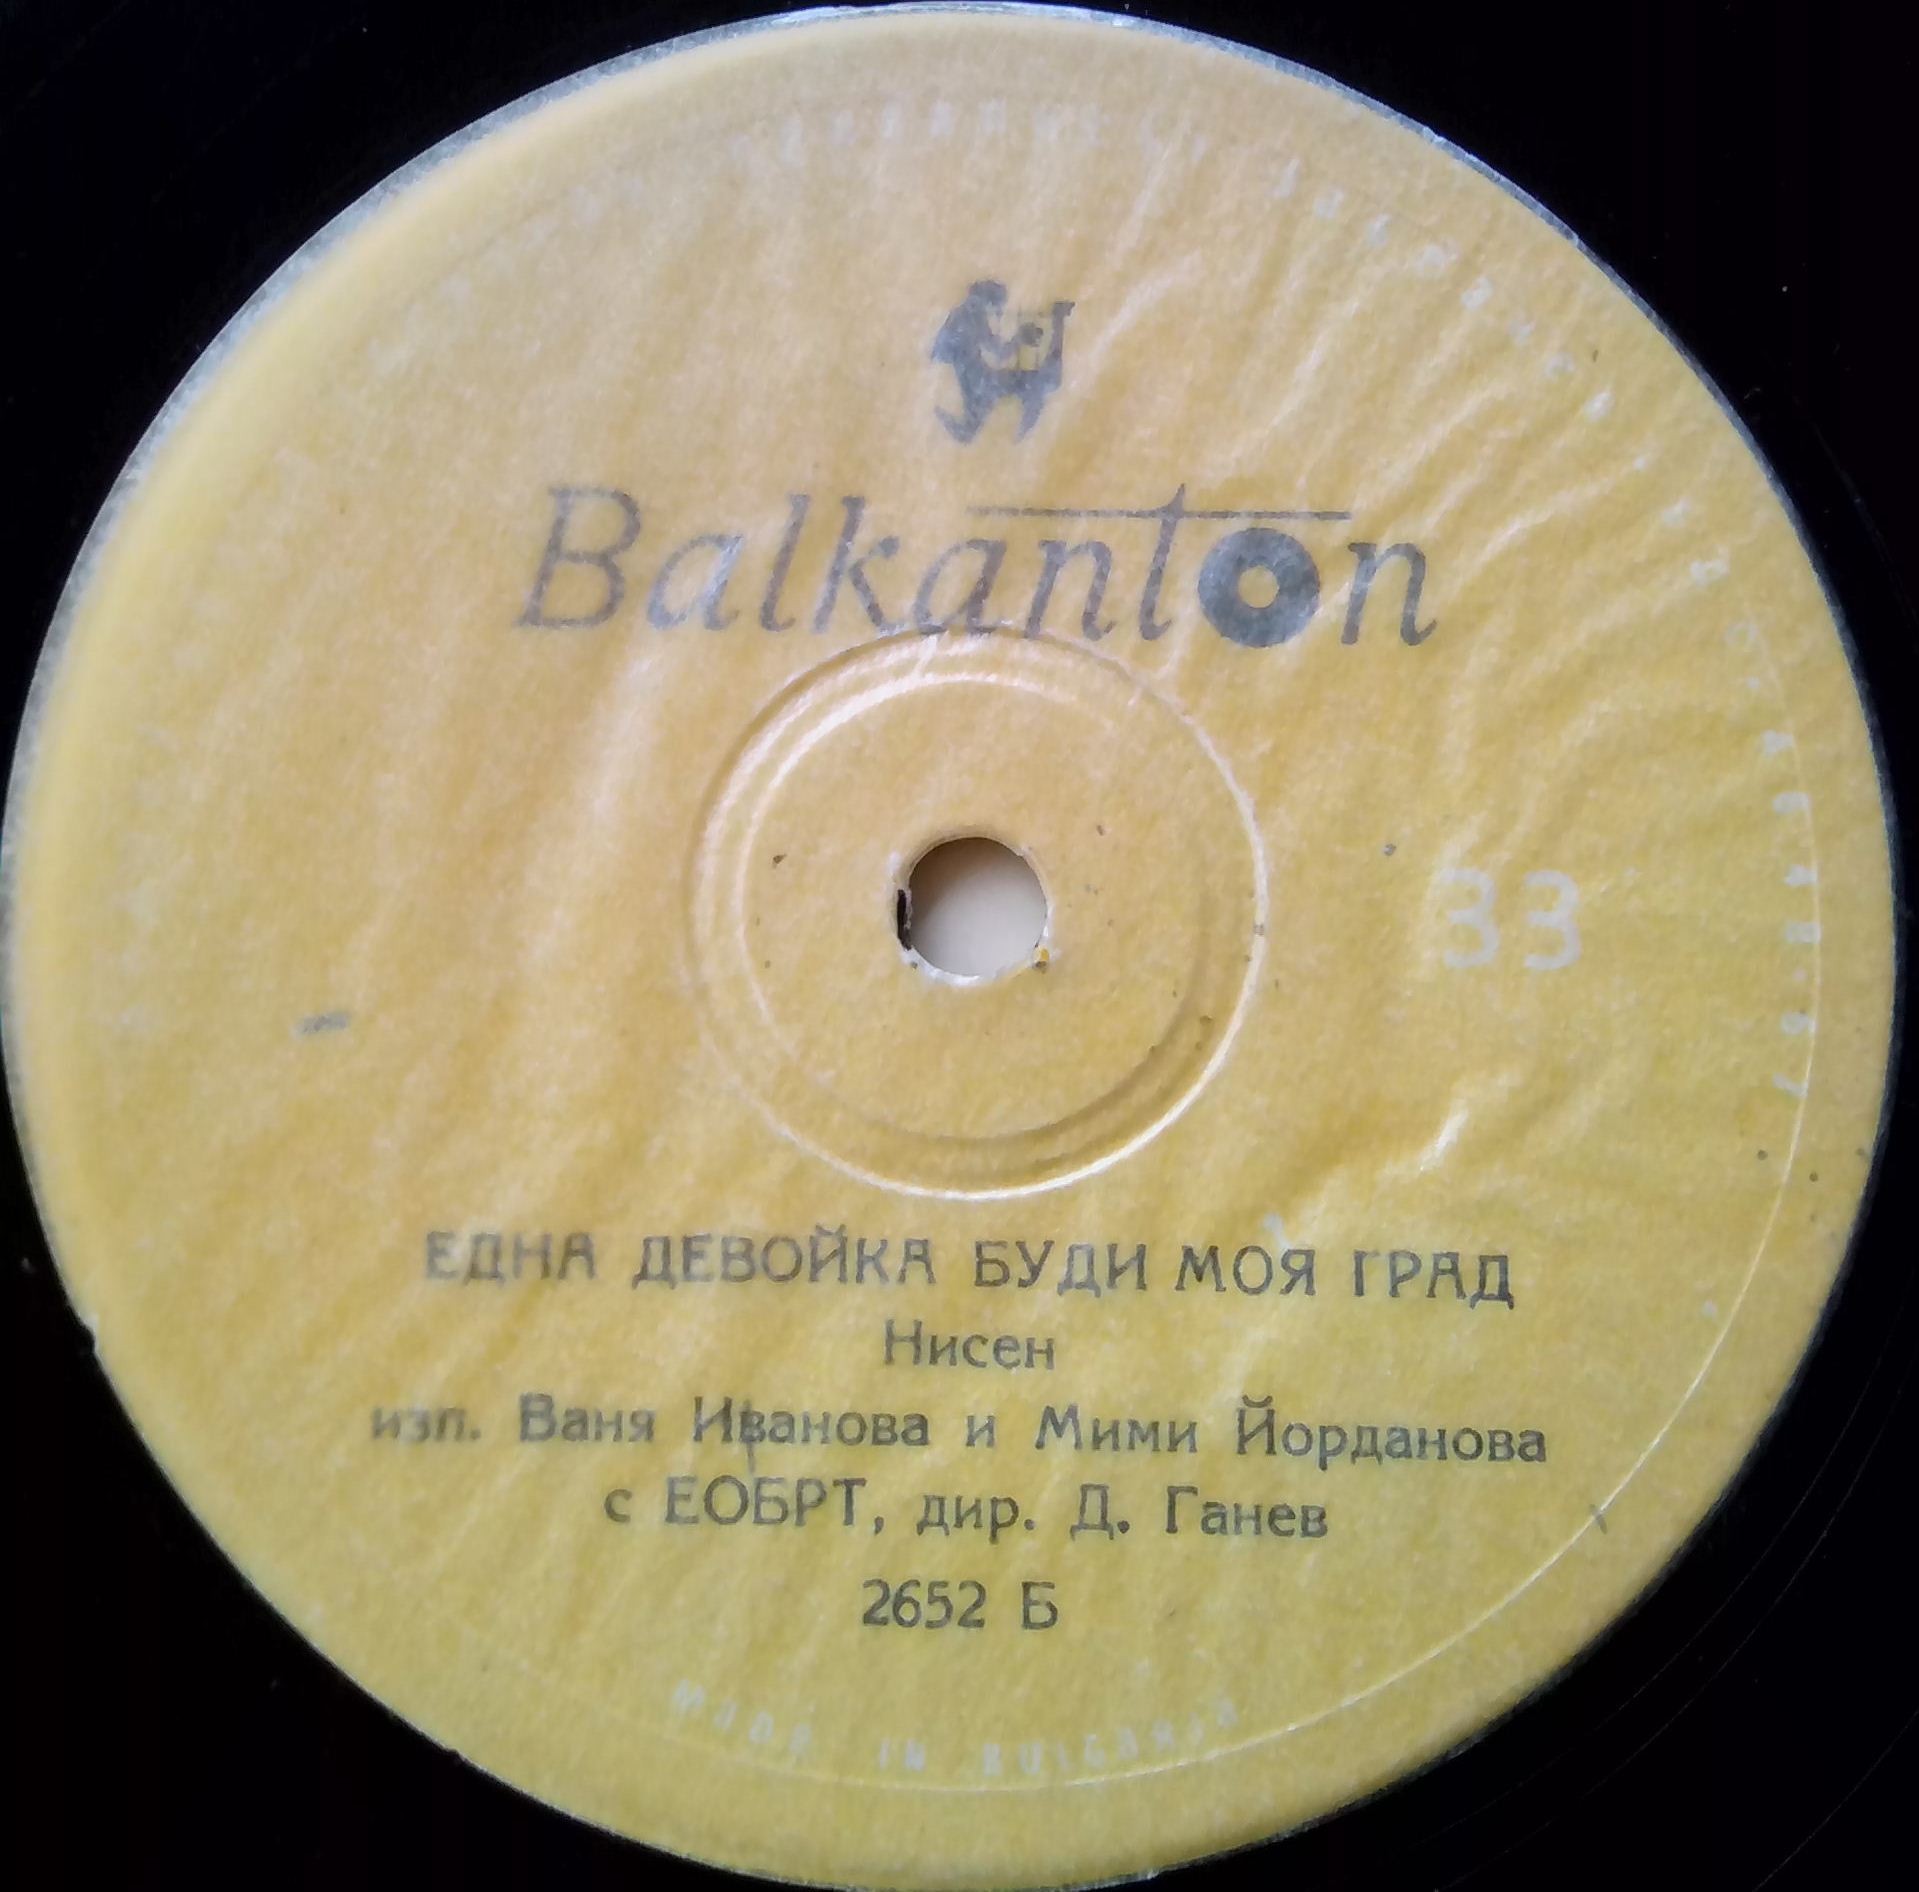 Balkanton
33
ЕДНА ДЕВОЙКА БУДИ МОЯ ГРАД
Нисен
изп. Ваня Иванова и Мими Йорданова
с ЕОБРТ, дир. Д. Ганев
2652 Б
MADE IN BULGARIA